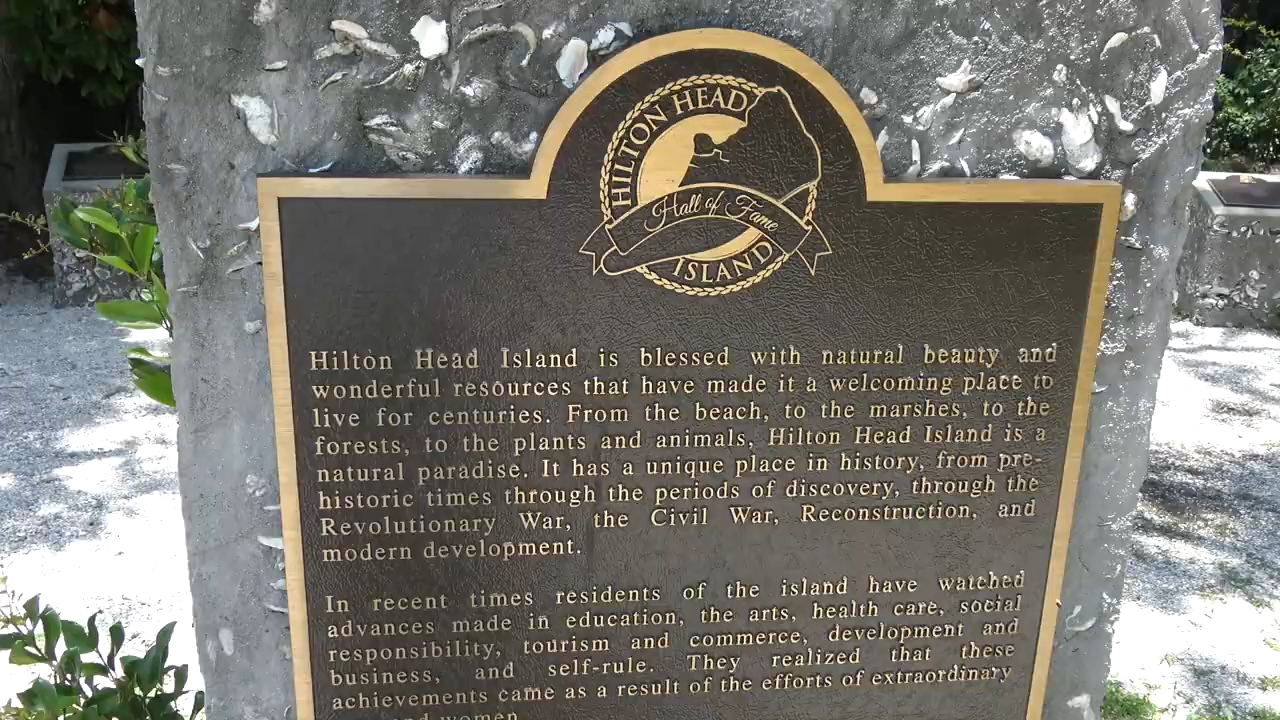 HILTON HEAD
Hall of Fame
ISLAND
Hilton Head Island is blessed with natural beauty and
wonderful resources that have made it a welcoming place to
live for centuries. From the beach, to the marshes, to the
forests, to the plants and animals, Hilton Head Island is a
natural paradise. It has a unique place in history, from pre-
historic times through the periods of discovery, through the
Revolutionary War, the Civil War, Reconstruction, and
modern development.
In recent times residents of the island have watched
advances made in education, the arts, health care, social
responsibility, tourism and commerce, development and
business, and self-rule. They realized that these
achievements came as a result of the efforts of extraordinary
and women